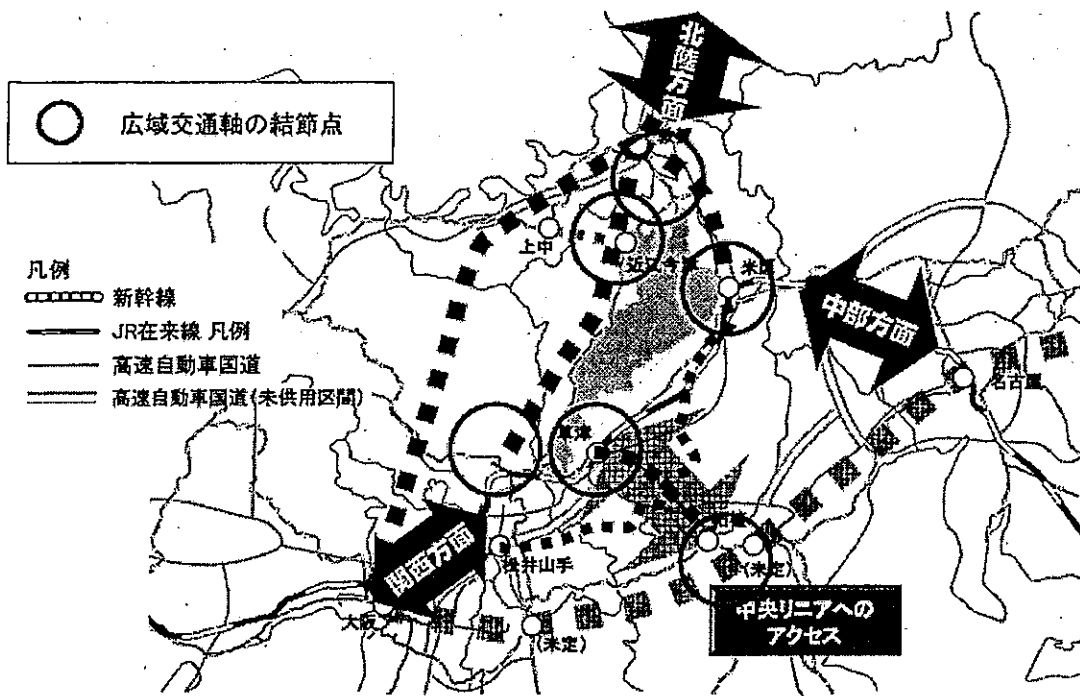 北陸方面
広域交通軸の結節点
上中
米原
凡例
新幹線
JR在来線 凡例
高速自動車国道
高速自動車国道(未供用区間)
中部方面
名古屋
草津
関西方面
松井山手
大阪
(未定)
(未定)
中央リニアへの
アクセス